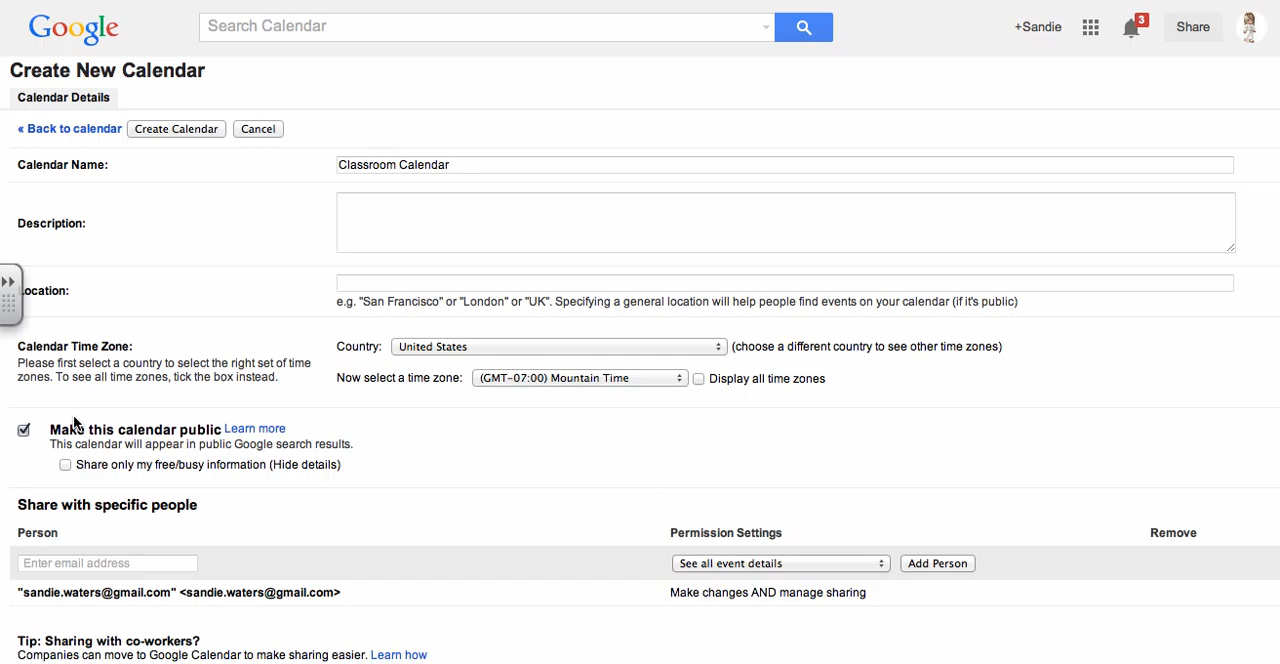 Google
Search Calendar
+Sandie
3
Share
Create New Calendar
Calendar Details
« Back to calendar
Create Calendar
Cancel
Calendar Name:
Classroom Calendar
Description:
ocation:
e.g. "San Francisco" or "London" or "UK". Specifying a general location will help people find events on your calendar (if it's public)
Calendar Time Zone:
Please first select a country to select the right set of time
zones. To see all time zones, tick the box instead.
Country:
United States
(choose a different country to see other time zones)
Now select a time zone:
(GMT-07:00) Mountain Time
Display all time zones
Make this calendar public Learn more
This calendar will appear in public Google search results.
Share only my free/busy information (Hide details)
Share with specific people
Person
Permission Settings
Remove
Enter email address
See all event details
Add Person
"sandie.waters@gmail.com" <sandie.waters@gmail.com>
Make changes AND manage sharing
Tip: Sharing with co-workers?
Companies can move to Google Calendar to make sharing easier. Learn how